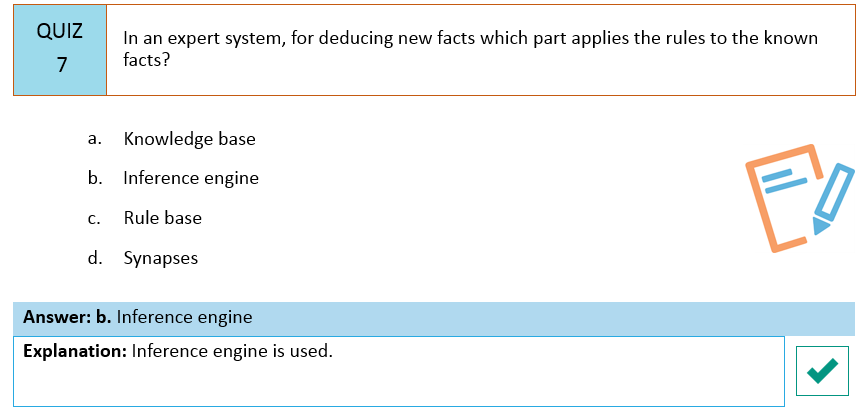 QUIZ
7
In an expert system, for deducing new facts which part applies the rules to the known
facts?
a. Knowledge base
b. Inference engine
c. Rule base
d. Synapses
Answer: b. Inference engine
Explanation: Inference engine is used.